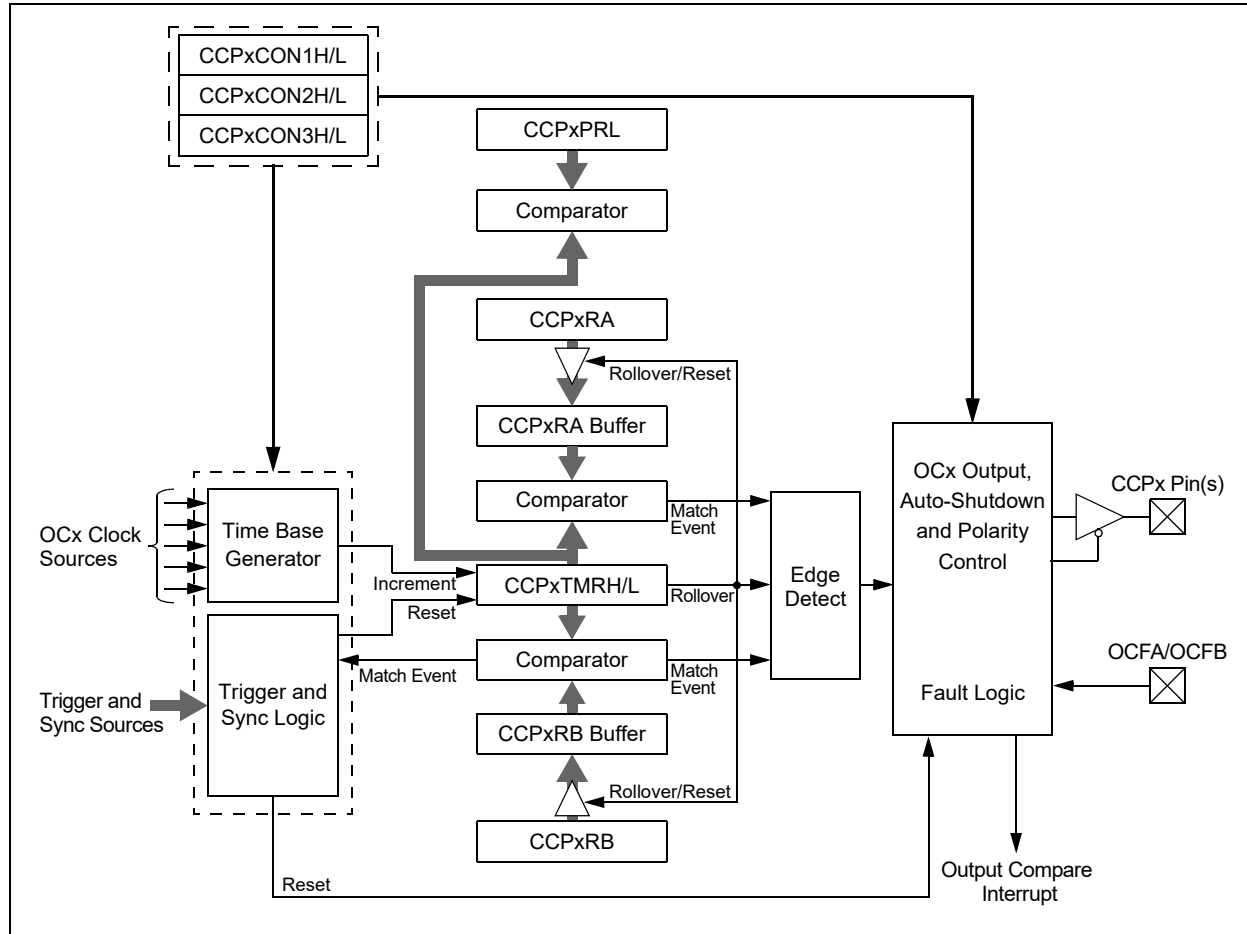 CCPxCON1H/L
CCPxCON2H/L
CCPxCON3H/L
CCPxPRL
Comparator
CCPxRA
Rollover/Reset
CCPxRA Buffer
Comparator
Match
Event
OCx Clock
Sources
Time Base
Generator
Increment
Reset
CCPxTMRH/L
Rollover
Edge
Detect
OCx Output,
Auto-Shutdown
and Polarity
Control
CCPx Pin(s)
Fault Logic
OCFA/OCFB
Trigger and
Sync Sources
Trigger and
Sync Logic
Match Event
Comparator
Match
Event
CCPxRB Buffer
Rollover/Reset
CCPxRB
Reset
Output Compare
Interrupt